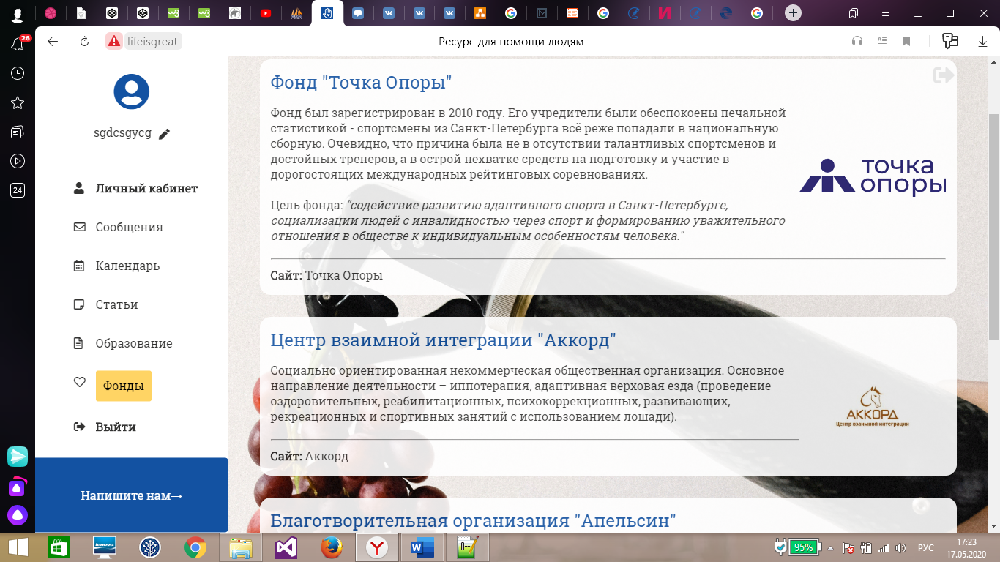 26
lifeisgreat
Ресурс для помощи людям
24
sgdcsgycg
Личный кабинет
Сообщения
Календарь
Статьи
Образование
Фонды
Выйти
Напишите нам→
Фонд "Точка Опоры"
Фонд был зарегистрирован в 2010 году. Его учредители были обеспокоены печальной
статистикой - спортсмены из Санкт-Петербурга всё реже попадали в национальную
сборную. Очевидно, что причина была не в отсутствии талантливых спортсменов и
достойных тренеров, а в острой нехватке средств на подготовку и участие в
дорогостоящих международных рейтинговых соревнованиях.
Цель фонда: "содействие развитию адаптивного спорта в Санкт-Петербурге,
социализации людей с инвалидностью через спорт и формированию уважительного
отношения в обществе к индивидуальным особенностям человека."
точка
опоры
Сайт: Точка Опоры
Центр взаимной интеграции "Аккорд"
Социально ориентированная некоммерческая общественная организация. Основное
направление деятельности – иппотерапия, адаптивная верховая езда (проведение
оздоровительных, реабилитационных, психокоррекционных, развивающих,
рекреационных и спортивных занятий с использованием лошади).
АККОРД
Центр взаимной интеграции
Сайт: Аккорд
Благотворительная организация "Апельсин"
lenovo
95%
РУС
17:23
17.05.2020